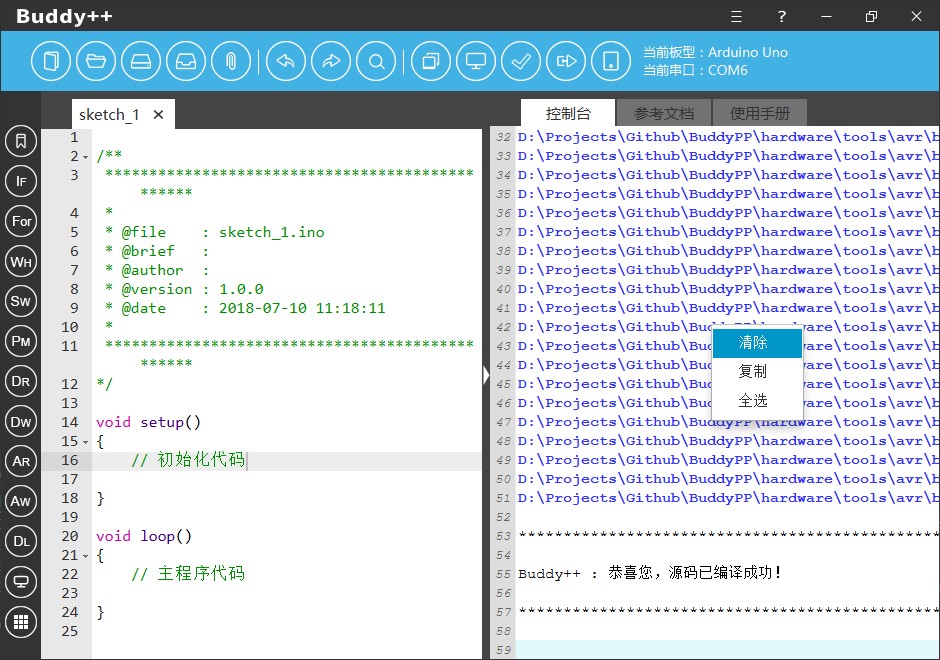 Buddy++
?
当前板型：Arduino Uno
当前串口：COM6
sketch_1 ×
控制台 参考文档 使用手册
IF
For
WH
SW
PM
DR
DW
AR
AW
DL
1
2 /**
3 ******************************************
******
4 *
5 * @file : sketch_1.ino
6 * @brief :
7 * @author :
8 * @version : 1.0.0
9 * @date : 2018-07-10 11:18:11
10 *
11 ******************************************
******
12 */
13
14 void setup()
15 {
16 // 初始化代码
17
18 }
19
20 void loop()
21 {
22 // 主程序代码
23
24 }
25
32 D:\Projects\Github\BuddyPP\hardware\tools\avr\b
33 D:\Projects\Github\BuddyPP\hardware\tools\avr\b
34 D:\Projects\Github\BuddyPP\hardware\tools\avr\b
35 D:\Projects\Github\BuddyPP\hardware\tools\avr\b
36 D:\Projects\Github\BuddyPP\hardware\tools\avr\b
37 D:\Projects\Github\BuddyPP\hardware\tools\avr\b
38 D:\Projects\Github\BuddyPP\hardware\tools\avr\b
39 D:\Projects\Github\BuddyPP\hardware\tools\avr\b
40 D:\Projects\Github\BuddyPP\hardware\tools\avr\b
41 D:\Projects\Github\BuddyPP\hardware\tools\avr\b
42 D:\Projects\Github\BuddyPP\hardware\tools\avr\b
43 D:\Projects\Github\Bud dware\tools\avr\b
44 D:\Projects\Github\Bud dware\tools\avr\b
45 D:\Projects\Github\Bud dware\tools\avr\b
46 D:\Projects\Github\Bud dware\tools\avr\b
47 D:\Projects\Github\BuddyPP\hardware\tools\avr\b
48 D:\Projects\Github\BuddyPP\hardware\tools\avr\b
49 D:\Projects\Github\BuddyPP\hardware\tools\avr\b
50 D:\Projects\Github\BuddyPP\hardware\tools\avr\b
51 D:\Projects\Github\BuddyPP\hardware\tools\avr\b
52
53 ***********************************************
54
55 Buddy++ : 恭喜您，源码已编译成功！
56
57 ***********************************************
58
59
清除
复制
全选